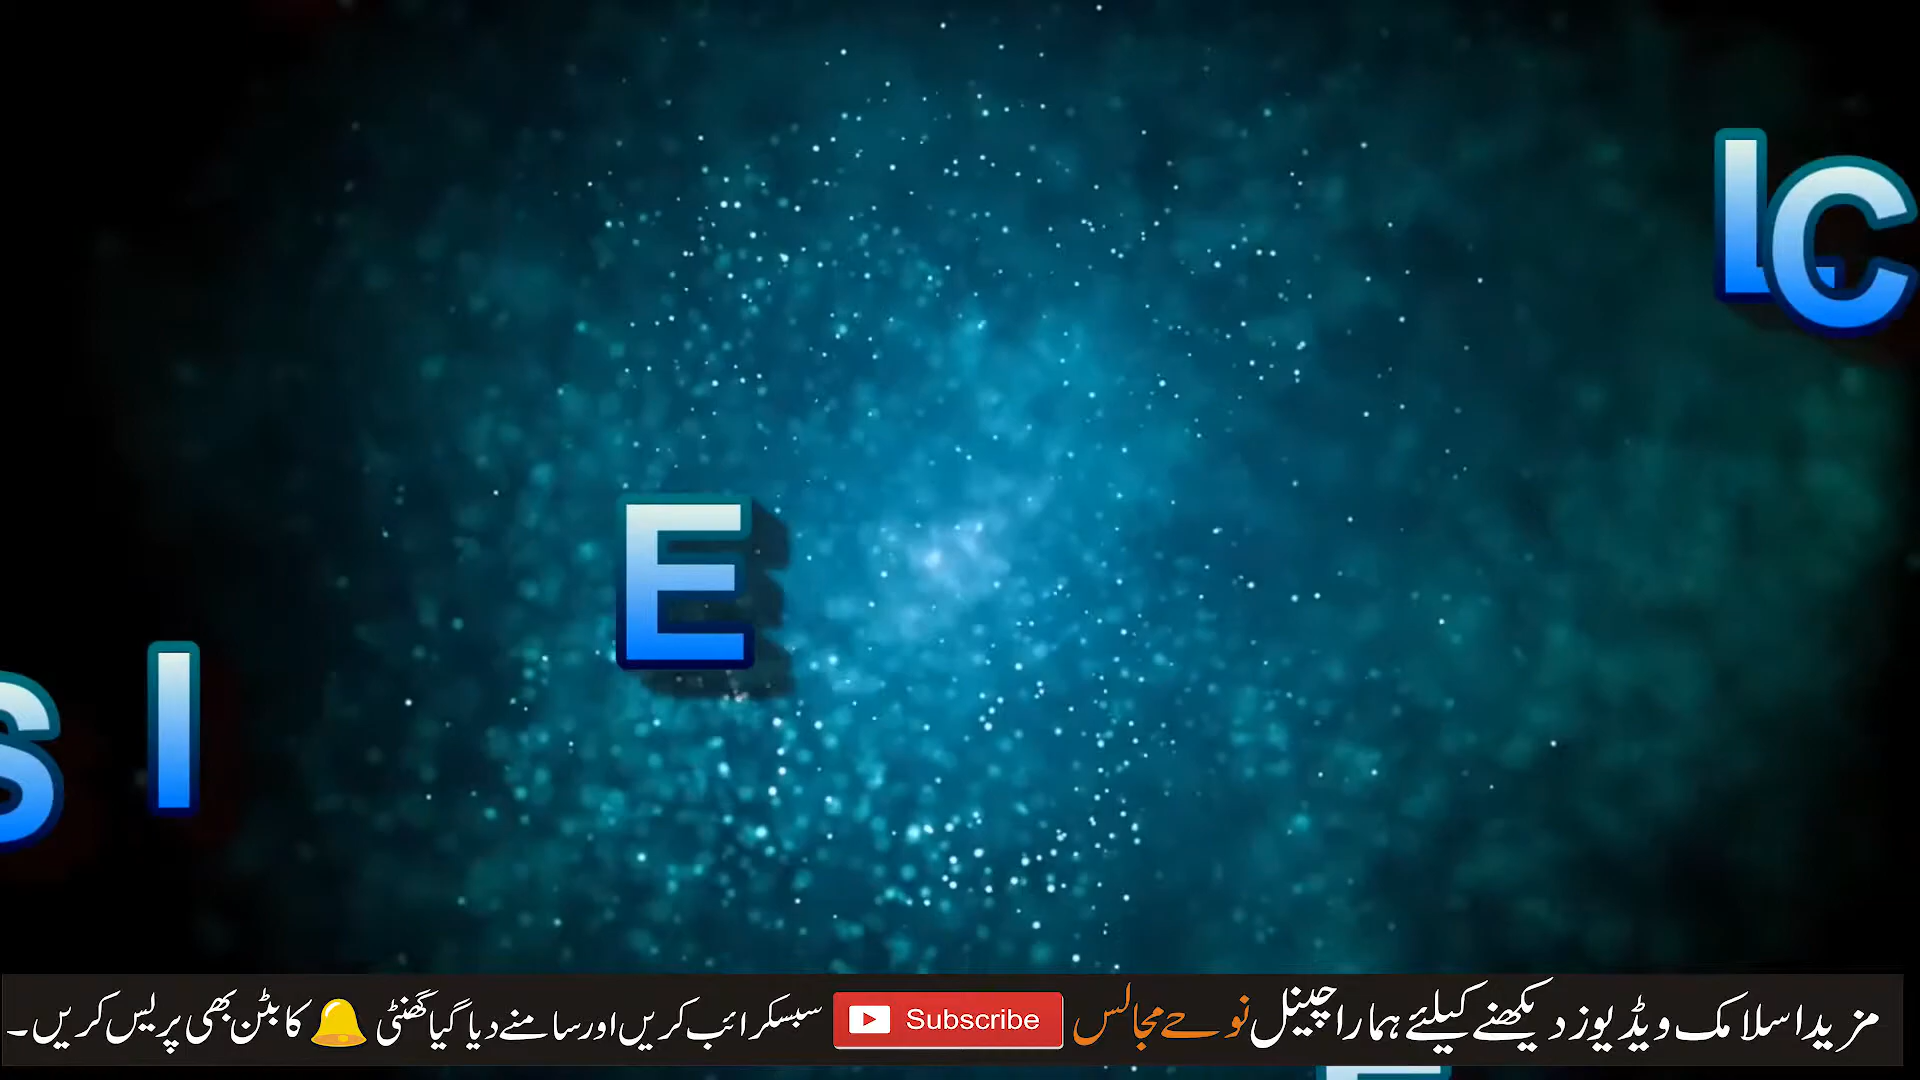 L
C
E
S
I
مزید اسلامک ویڈیوز دیکھنے کیلئے ہمارا چینل نوحے مجالس Subscribe سبسکرائب کریں اور سامنے دیا گیا گھنٹی کا بٹن بھی پریس کریں۔